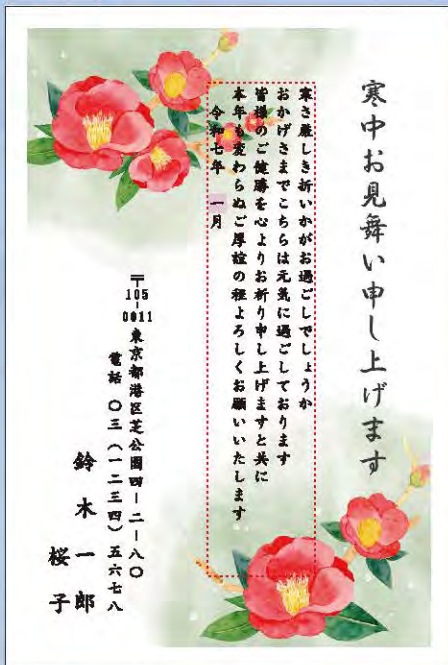 寒中お見舞い申し上げます
寒さ厳しき折いかがお過ごしでしょうか
おかげさまでこちらは元気に過ごしております
皆様のご健勝を心よりお祈り申し上げますと共に
本年も変わらぬご厚誼の程よろしくお願いいたします
令和七年 一月
〒105-0011
東京都港区芝公園四－二－八〇
電話 〇三（一二三四）五六七八
鈴木一郎
桜子